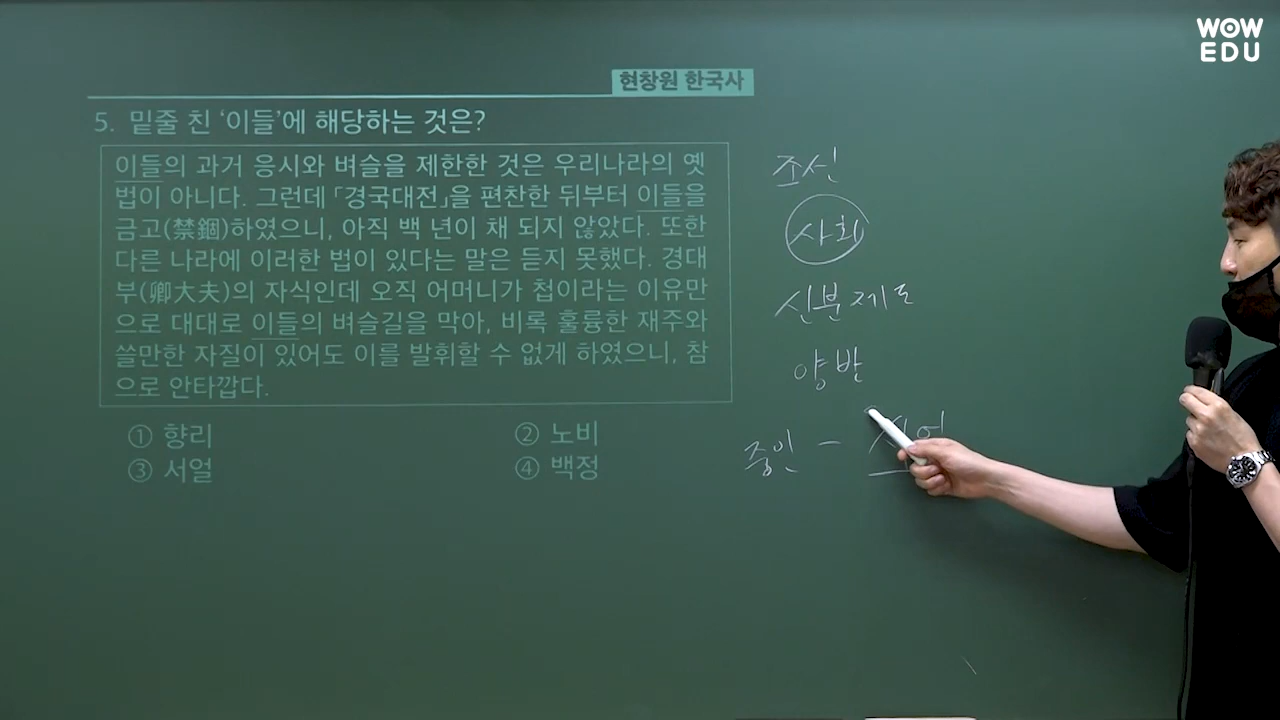 WOW
EDU
현창원 한국사
5. 밑줄 친 ‘이들’에 해당하는 것은?
이들의 과거 응시와 벼슬을 제한한 것은 우리나라의 옛
법이 아니다. 그런데 「경국대전」을 편찬한 뒤부터 이들을
금고(禁錮)하였으니, 아직 백 년이 채 되지 않았다. 또한
다른 나라에 이러한 법이 있다는 말은 듣지 못했다. 경대
부(卿大夫)의 자식인데 오직 어머니가 첩이라는 이유만
으로 대대로 이들의 벼슬길을 막아, 비록 훌륭한 재주와
쓸만한 자질이 있어도 이를 발휘할 수 없게 하였으니, 참
으로 안타깝다.
① 향리 ② 노비
③ 서얼 ④ 백정
조선
사회
신분제도
양반
중인 -